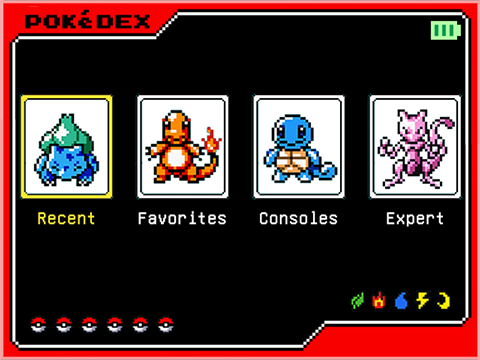 POKéDEX
Recent
Favorites
Consoles
Expert